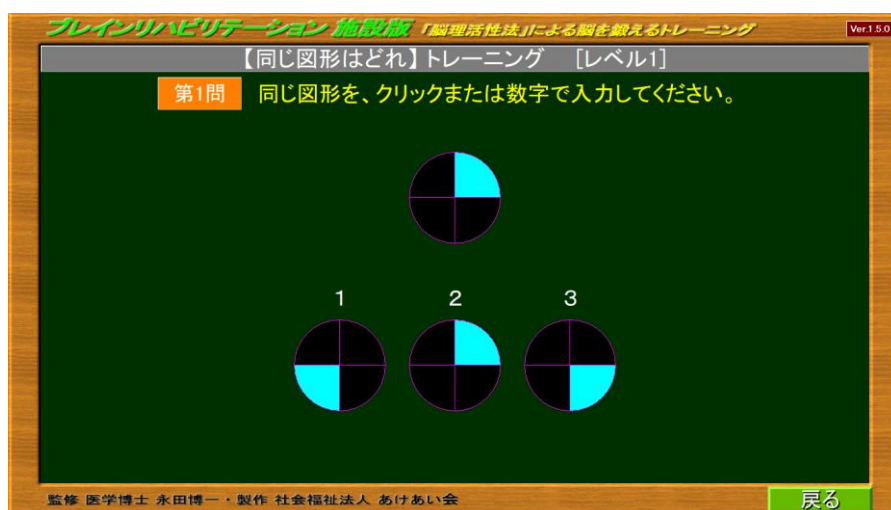 ブレインリハビリテーション 施設版 「脳理活性法」による脳を鍛えるトレーニング
Ver.1.5.0
【同じ図形はどれ】トレーニング [レベル1]
第1問 同じ図形を、クリックまたは数字で入力してください。
1 2 3
監修 医学博士 永田博一・製作 社会福祉法人 あけあい会
戻る